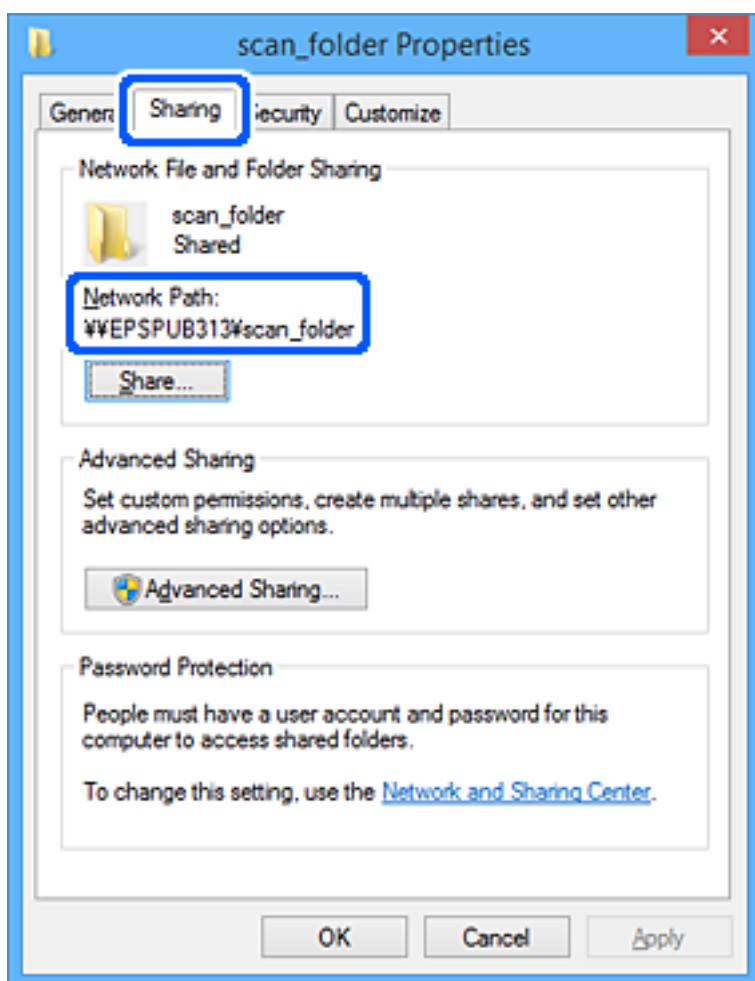 scan_folder Properties
Sharing
Customize
Network File and Folder Sharing
scan_folder
Shared
Network Path:
¥¥EPSPUB313¥scan_folder
Share...
Advanced Sharing
Set custom permissions, create multiple shares, and set other
advanced sharing options.
Advanced Sharing...
Password Protection
People must have a user account and password for this
computer to access shared folders.
To change this setting, use the Network and Sharing Center.
OK Cancel Apply